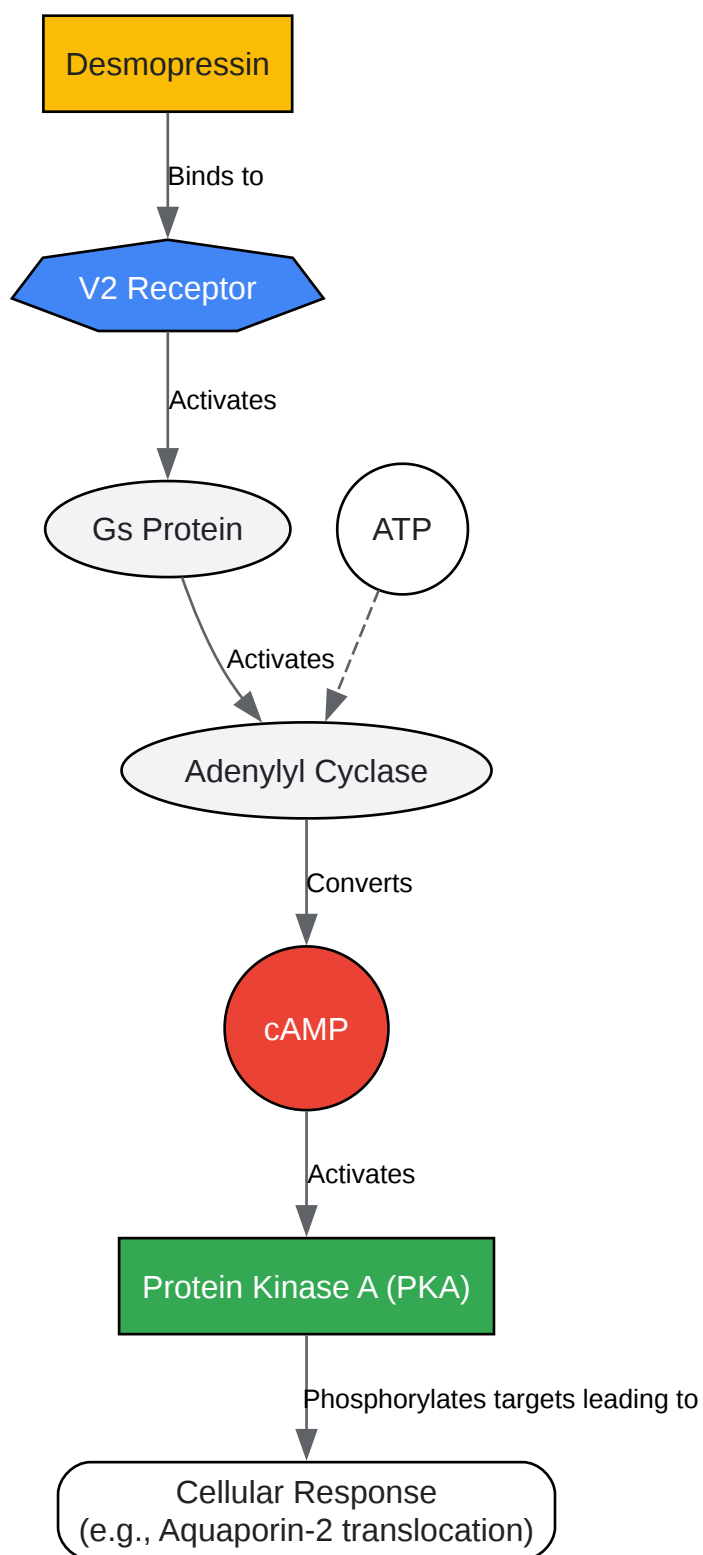 Desmopressin
Binds to
V2 Receptor
Activates
Gs Protein
ATP
Activates
Adenylyl Cyclase
Converts
cAMP
Activates
Protein Kinase A (PKA)
Phosphorylates targets leading to
Cellular Response
(e.g., Aquaporin-2 translocation)